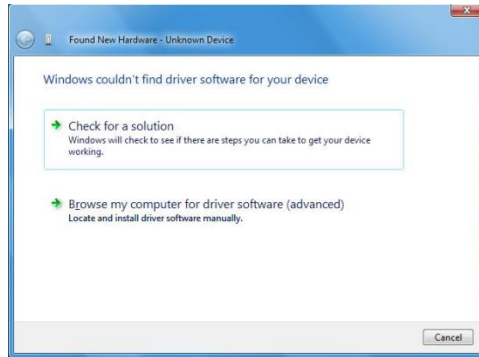 Found New Hardware - Unknown Device
Windows couldn't find driver software for your device
Check for a solution
Windows will check to see if there are steps you can take to get your device
working.
Browse my computer for driver software (advanced)
Locate and install driver software manually.
Cancel